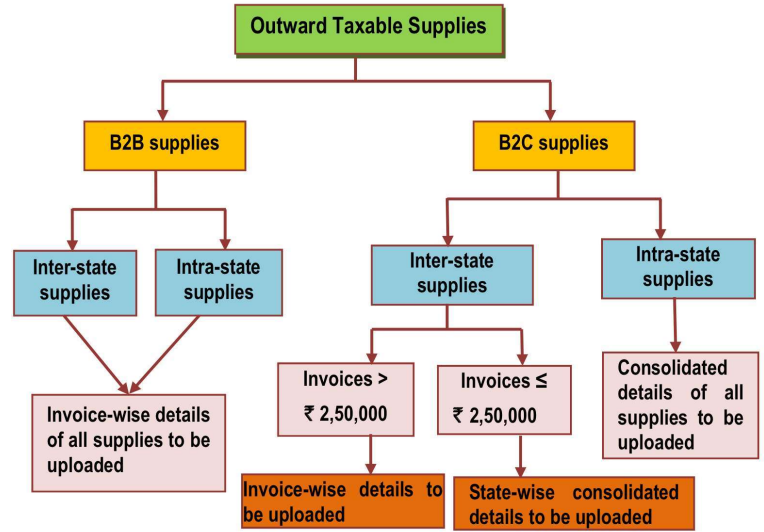 Outward Taxable Supplies
B2B supplies
B2C supplies
Inter-state
supplies
Intra-state
supplies
Inter-state
supplies
Intra-state
supplies
Invoice-wise details
of all supplies to be
uploaded
Invoices >
₹ 2,50,000
Invoices ≤
₹ 2,50,000
Consolidated
details of all
supplies to be
uploaded
Invoice-wise details to
be uploaded
State-wise consolidated
details to be uploaded